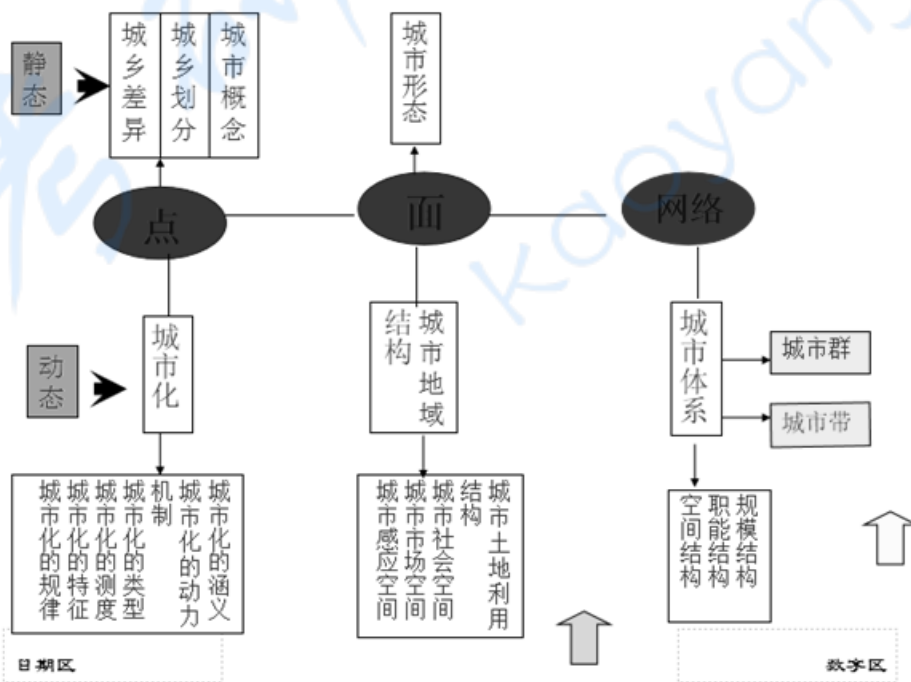 静态
城乡差异
城乡划分
城市概念
城市形态
点
面
网络
动态
城市化
城市地域
结构
城市体系
城市群
城市带
城市化的涵义
城市化的动力
机制
城市化的类型
城市化的测度
城市化的特征
城市化的规律
城市土地利用
结构
城市社会空间
城市市场空间
城市感应空间
规模结构
职能结构
空间结构
日期区
数字区
kaoyany